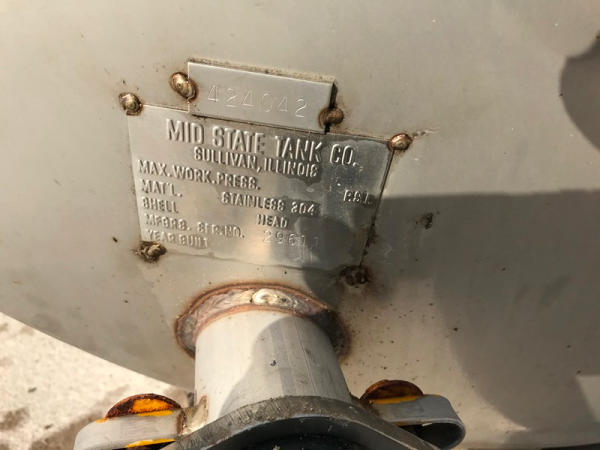 424042
MID STATE TANK CO.
SULLIVAN, ILLINOIS
MAX. WORK. PRESS. P.S.I.
MAT'L. STAINLESS 304
SHELL HEAD
MFGRS. SER. NO.
YEAR BUILT